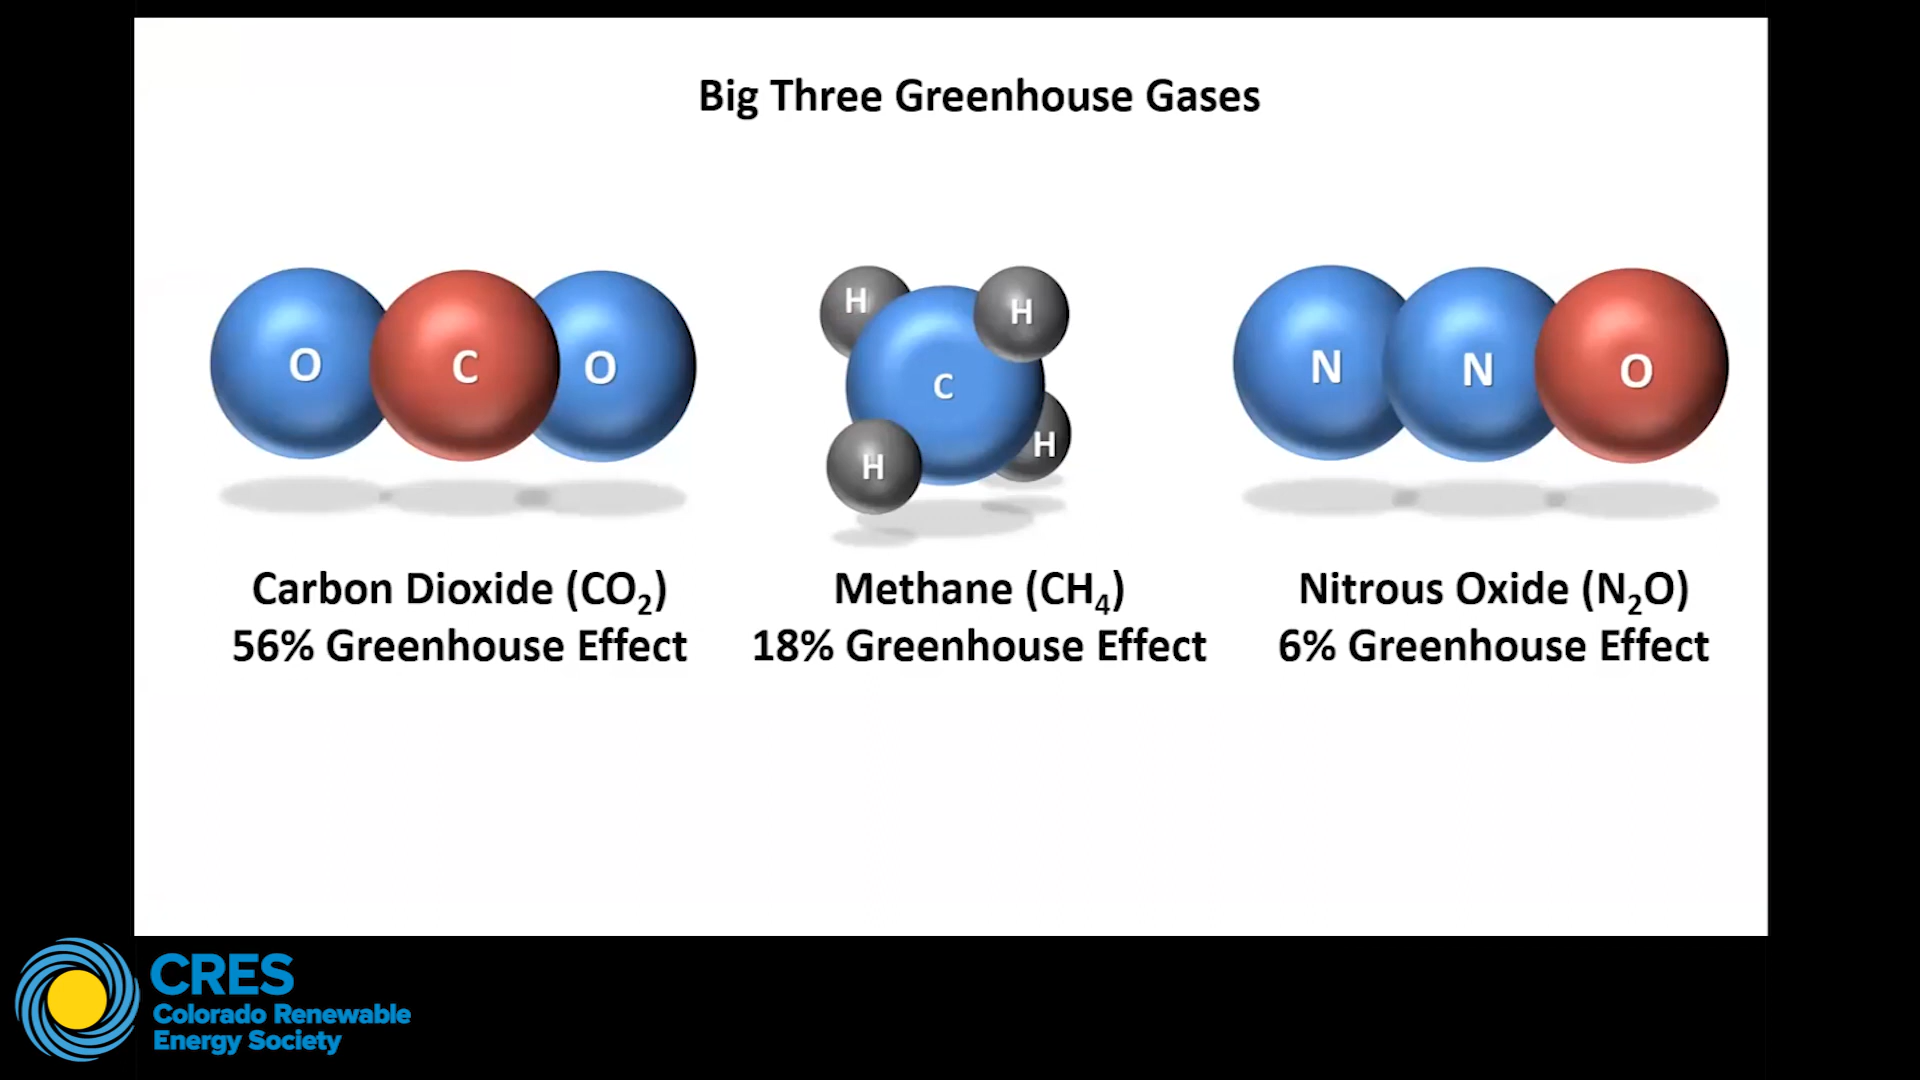 Big Three Greenhouse Gases
O C O
H H C H H
N N O
Carbon Dioxide (CO₂)
56% Greenhouse Effect
Methane (CH₄)
18% Greenhouse Effect
Nitrous Oxide (N₂O)
6% Greenhouse Effect
CRES
Colorado Renewable
Energy Society